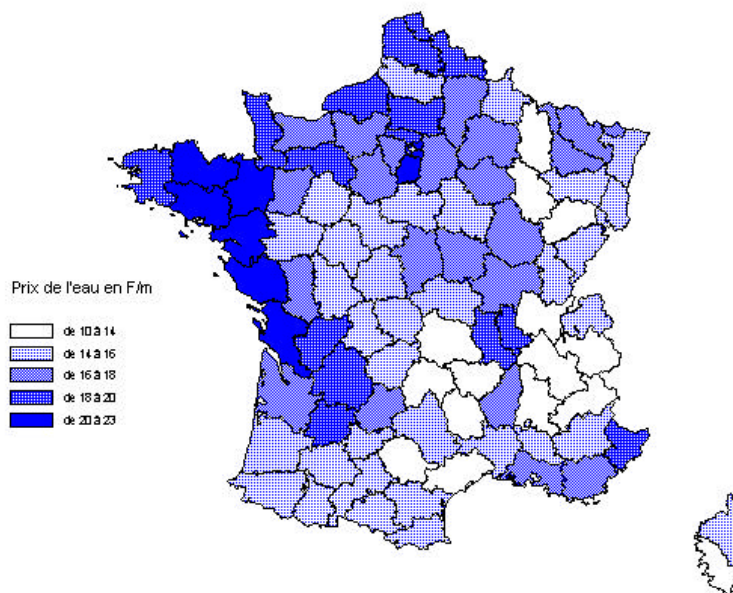 Prix de l'eau en F/m
de 10 à 14
de 14 à 16
de 16 à 18
de 18 à 20
de 20 à 23